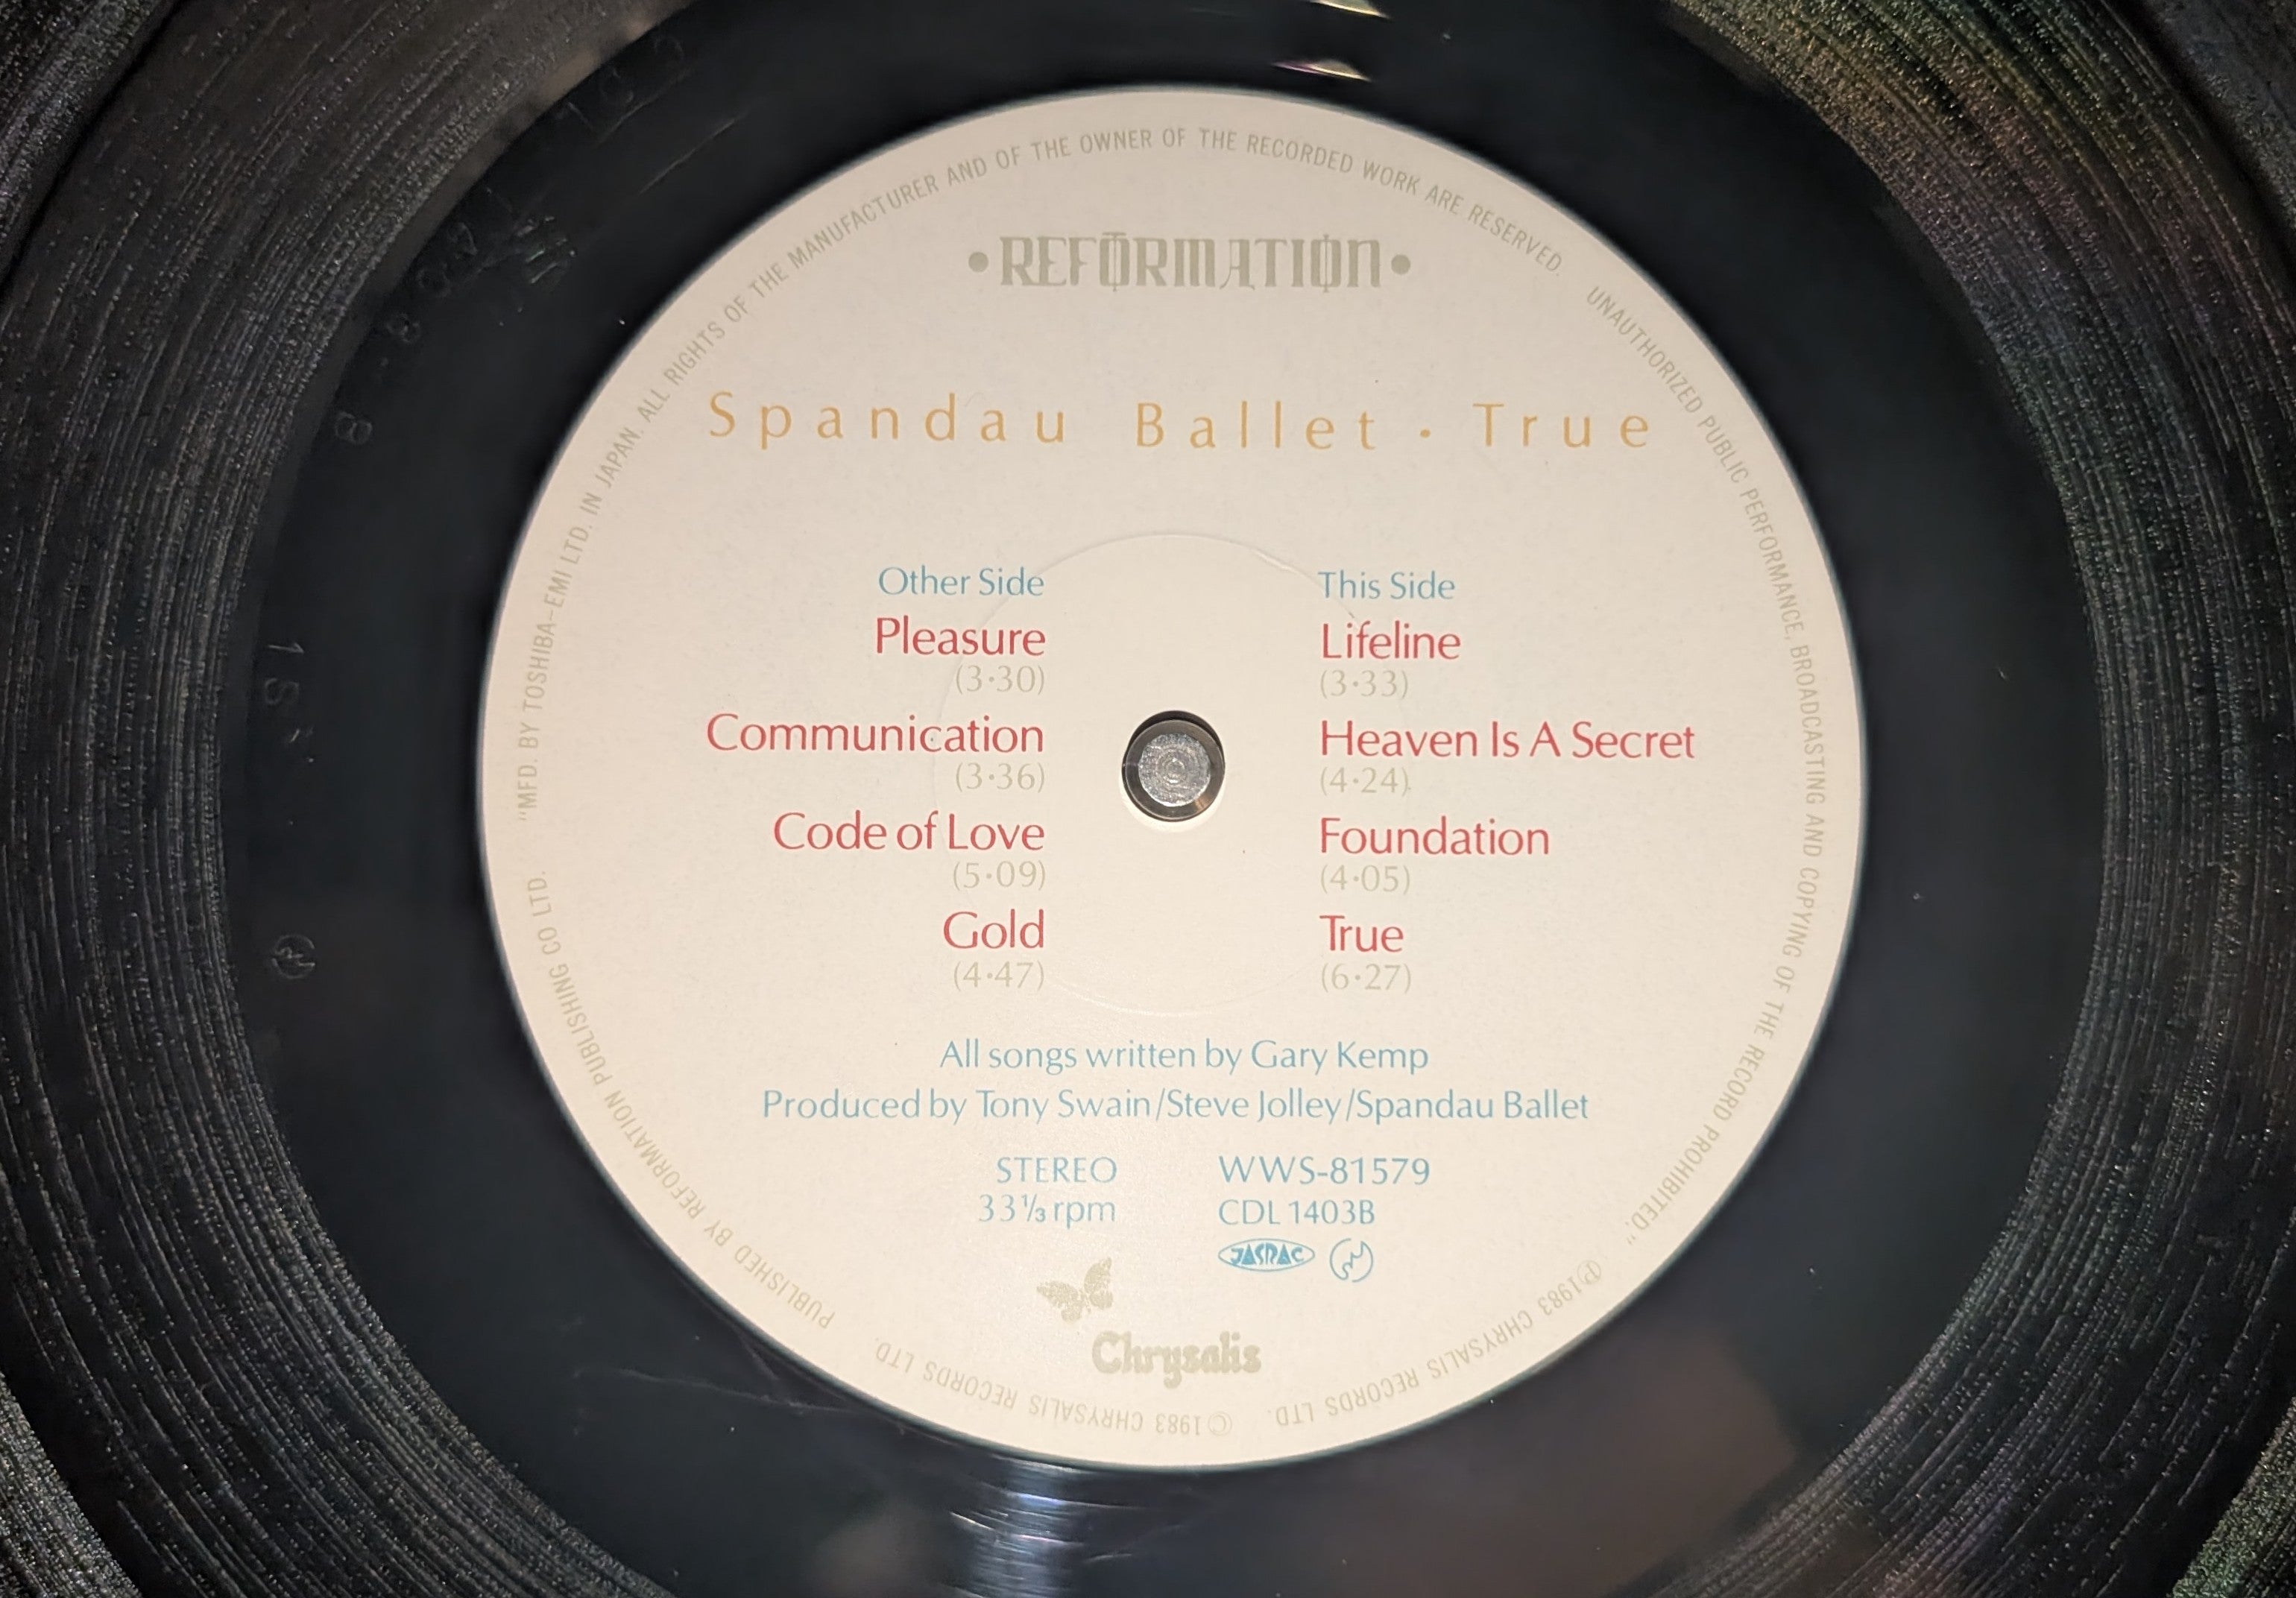 "MFD. BY TOSHIBA-EMI LTD. IN JAPAN. ALL RIGHTS OF THE MANUFACTURER AND OF THE OWNER OF THE RECORDED WORK ARE RESERVED. UNAUTHORIZED PUBLIC PERFORMANCE, BROADCASTING AND COPYING OF THE RECORD PROHIBITED."
•REFORMATION•
Spandau Ballet • True
Other Side
Pleasure
(3·30)
Communication
(3·36)
Code of Love
(5·09)
Gold
(4·47)
This Side
Lifeline
(3·33)
Heaven Is A Secret
(4·24)
Foundation
(4·05)
True
(6·27)
All songs written by Gary Kemp
Produced by Tony Swain/Steve Jolley/Spandau Ballet
STEREO
33⅓ rpm
WWS-81579
CDL 1403B
JASRAC
Chrysalis
℗1983 CHRYSALIS RECORDS LTD.
©1983 CHRYSALIS RECORDS LTD.
PUBLISHED BY REFORMATION PUBLISHING CO LTD.
1S